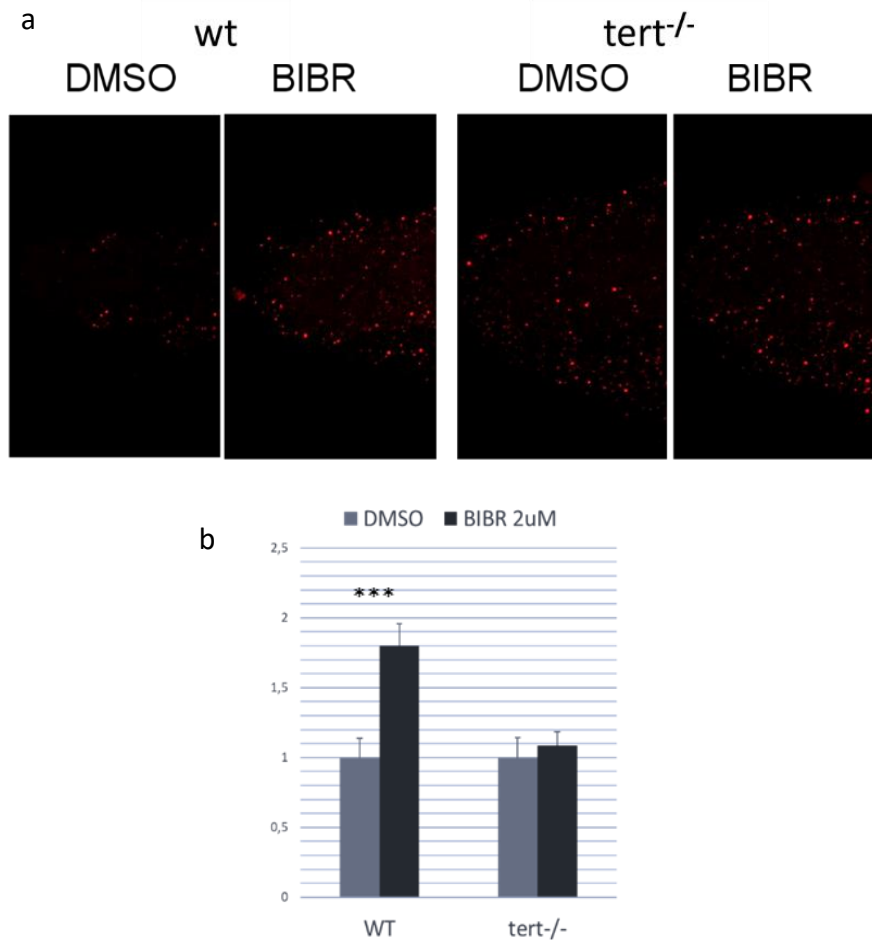 a
wt tert-/-
DMSO BIBR DMSO BIBR
b
DMSO BIBR 2uM
2,5
***
2
1,5
1
0,5
0
WT tert-/-